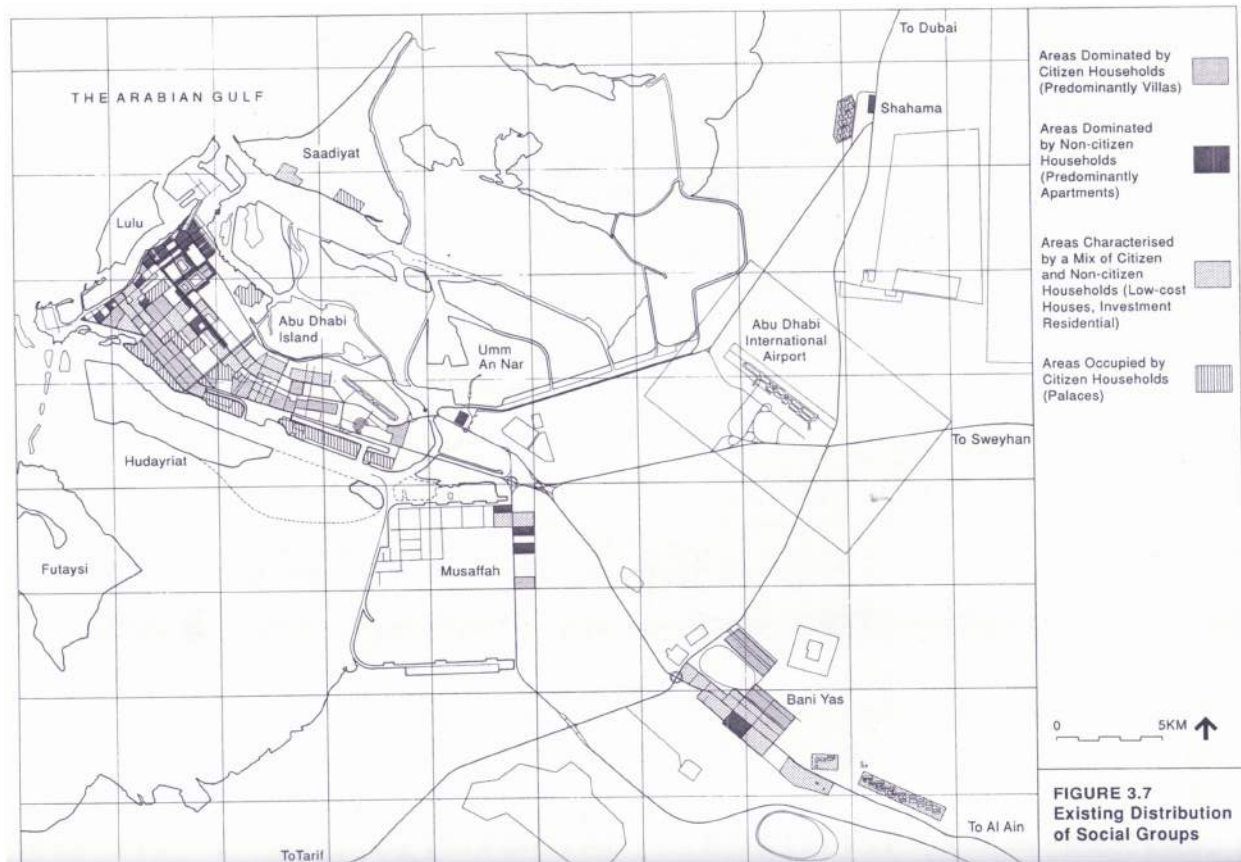 To Dubai
THE ARABIAN GULF
Shahama
Saadiyat
Lulu
Abu Dhabi
Island
Umm
An Nar
Abu Dhabi
International
Airport
To Sweyhan
Hudayriat
Futaysi
Musaffah
Bani Yas
To Al Ain
To Tarif
Areas Dominated by
Citizen Households
(Predominantly Villas)
Areas Dominated
by Non-citizen
Households
(Predominantly
Apartments)
Areas Characterised
by a Mix of Citizen
and Non-citizen
Households (Low-cost
Houses, Investment
Residential)
Areas Occupied by
Citizen Households
(Palaces)
0 5KM
FIGURE 3.7
Existing Distribution
of Social Groups